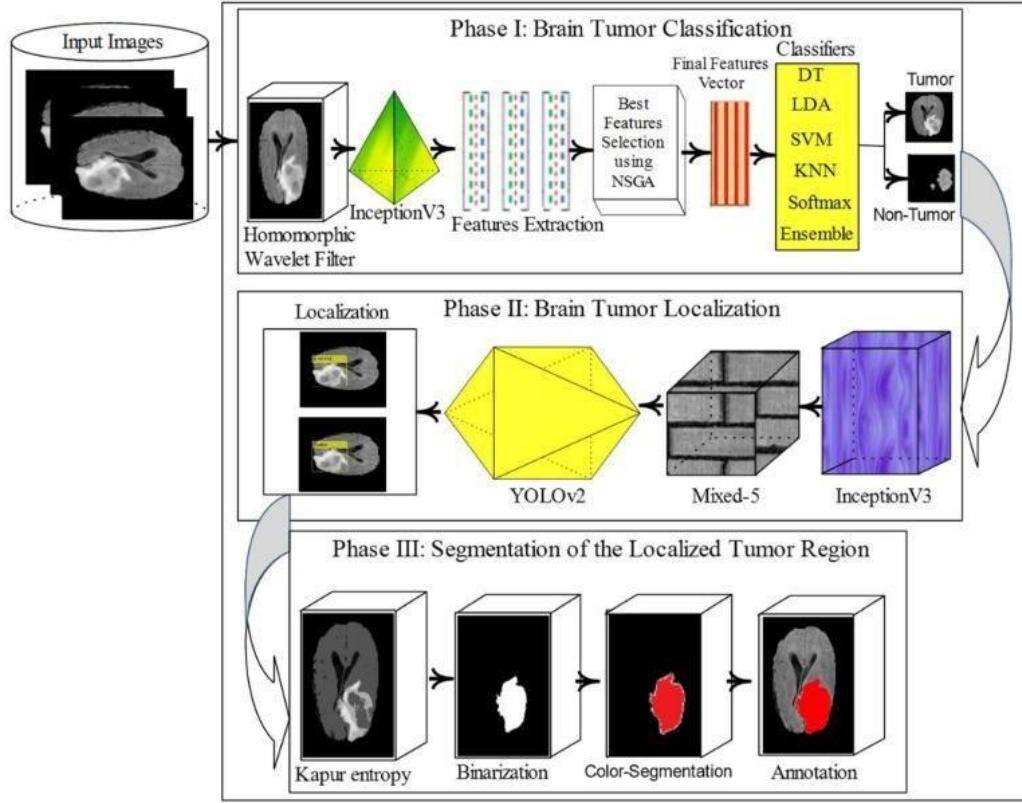 Input Images
Phase I: Brain Tumor Classification
Homomorphic
Wavelet Filter
InceptionV3
Features Extraction
Best
Features
Selection
using
NSGA
Final Features
Vector
Classifiers
DT
LDA
SVM
KNN
Softmax
Ensemble
Tumor
Non-Tumor
Phase II: Brain Tumor Localization
Localization
YOLOv2
Mixed-5
InceptionV3
Phase III: Segmentation of the Localized Tumor Region
Kapur entropy
Binarization
Color-Segmentation
Annotation